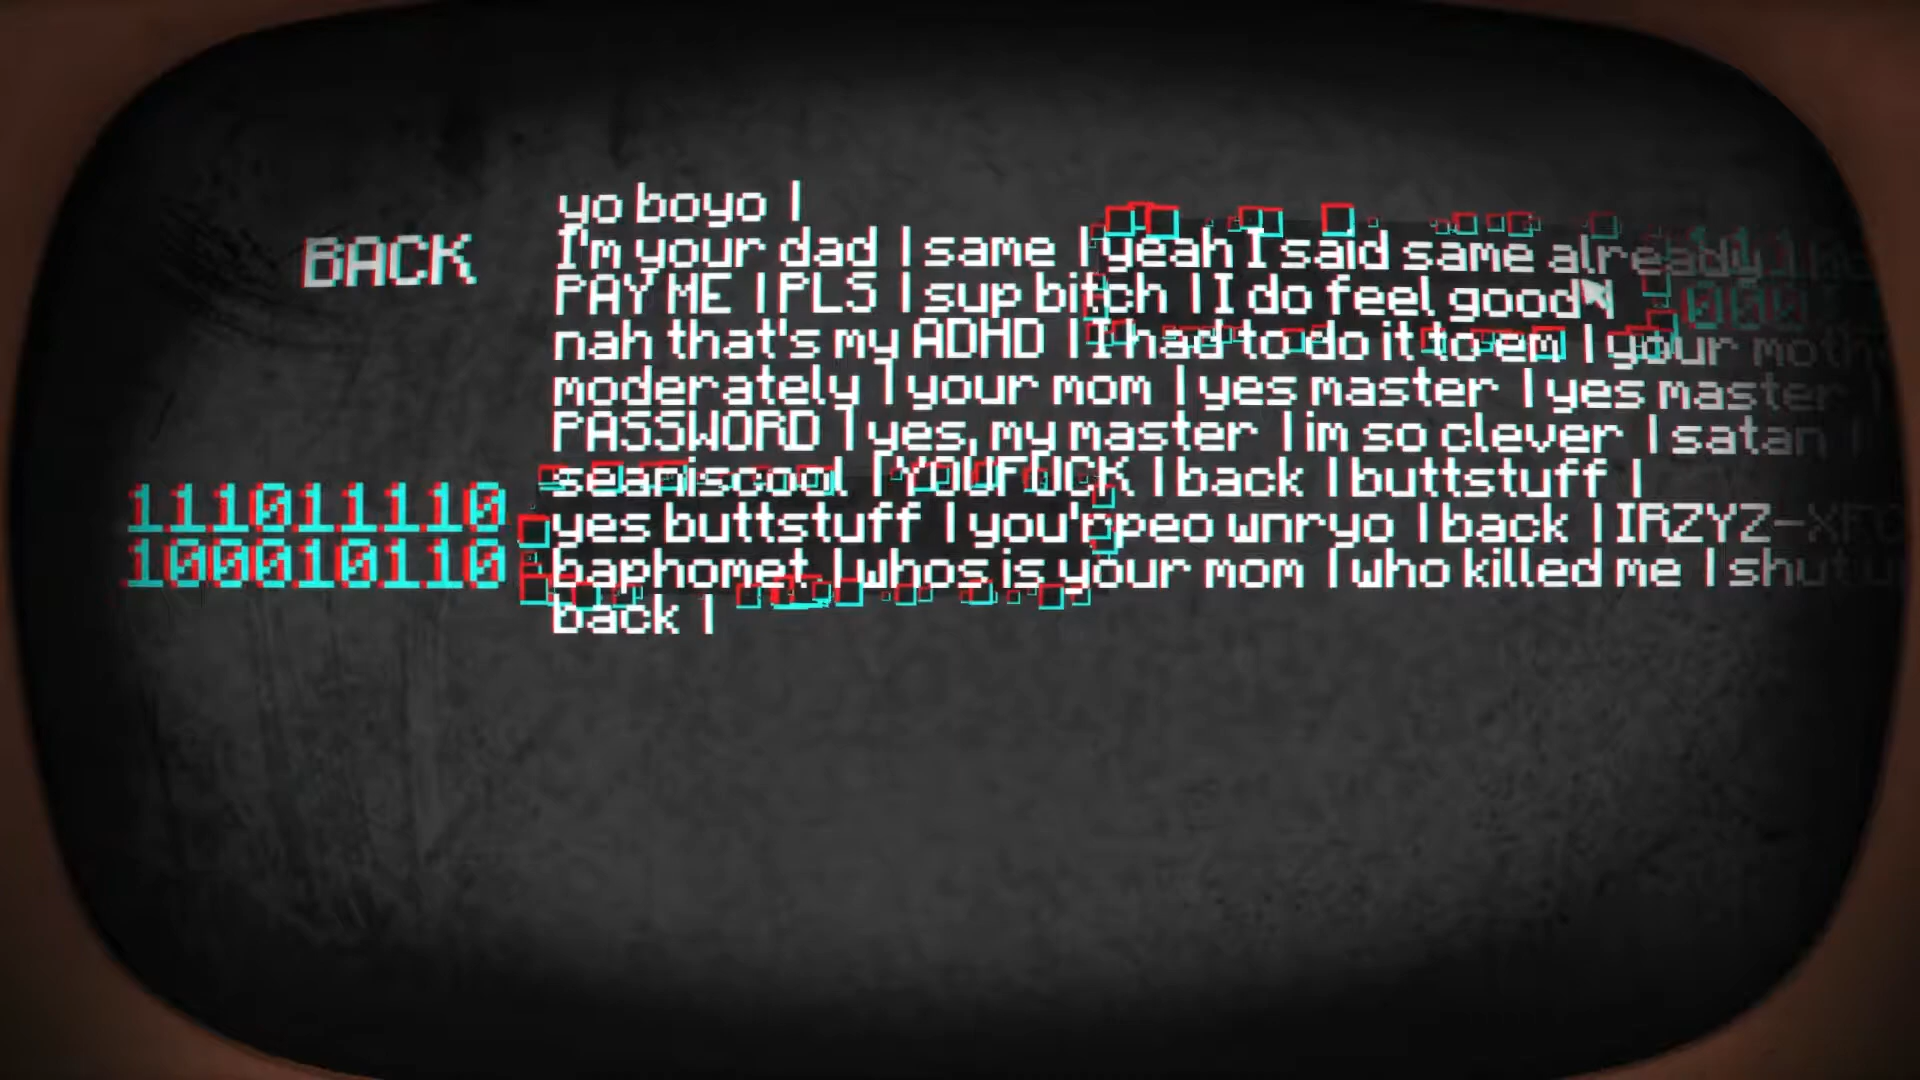 yo boyo |
BACK
I'm your dad | same | yeah I said same already
PAY ME | PLS | sup bitch | I do feel good |
nah that's my ADHD | I had to do it to em | your
moderately | your mom | yes master | yes master
PASSWORD | yes, my master | im so clever | satan |
seaniscool | YOUFUCK | back | buttstuff |
111011110
yes buttstuff | you'ppeo wnryo | back | IRZYZ-
100010110
baphomet | whos is your mom | who killed me | shut
back |